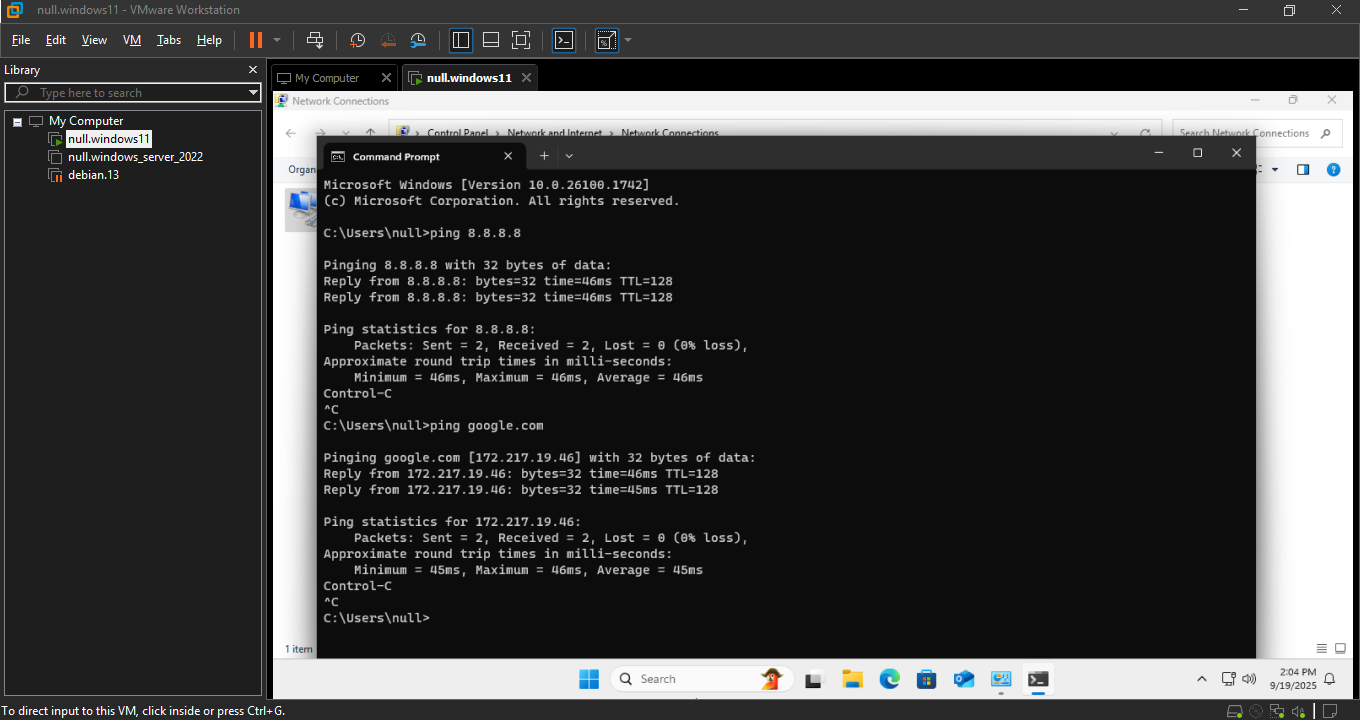 null.windows11 - VMware Workstation
File Edit View VM Tabs Help
Library
Type here to search
My Computer
null.windows11
null.windows_server_2022
debian.13
My Computer
null.windows11
Network Connections
Control Panel > Network and Internet > Network Connections
Search Network Connections
Organ
Command Prompt
Microsoft Windows [Version 10.0.26100.1742]
(c) Microsoft Corporation. All rights reserved.
C:\Users\null>ping 8.8.8.8
Pinging 8.8.8.8 with 32 bytes of data:
Reply from 8.8.8.8: bytes=32 time=46ms TTL=128
Reply from 8.8.8.8: bytes=32 time=46ms TTL=128
Ping statistics for 8.8.8.8:
    Packets: Sent = 2, Received = 2, Lost = 0 (0% loss),
Approximate round trip times in milli-seconds:
    Minimum = 46ms, Maximum = 46ms, Average = 46ms
Control-C
^C
C:\Users\null>ping google.com
Pinging google.com [172.217.19.46] with 32 bytes of data:
Reply from 172.217.19.46: bytes=32 time=46ms TTL=128
Reply from 172.217.19.46: bytes=32 time=45ms TTL=128
Ping statistics for 172.217.19.46:
    Packets: Sent = 2, Received = 2, Lost = 0 (0% loss),
Approximate round trip times in milli-seconds:
    Minimum = 45ms, Maximum = 46ms, Average = 45ms
Control-C
^C
C:\Users\null>
1 item
Search
2:04 PM
9/19/2025
To direct input to this VM, click inside or press Ctrl+G.